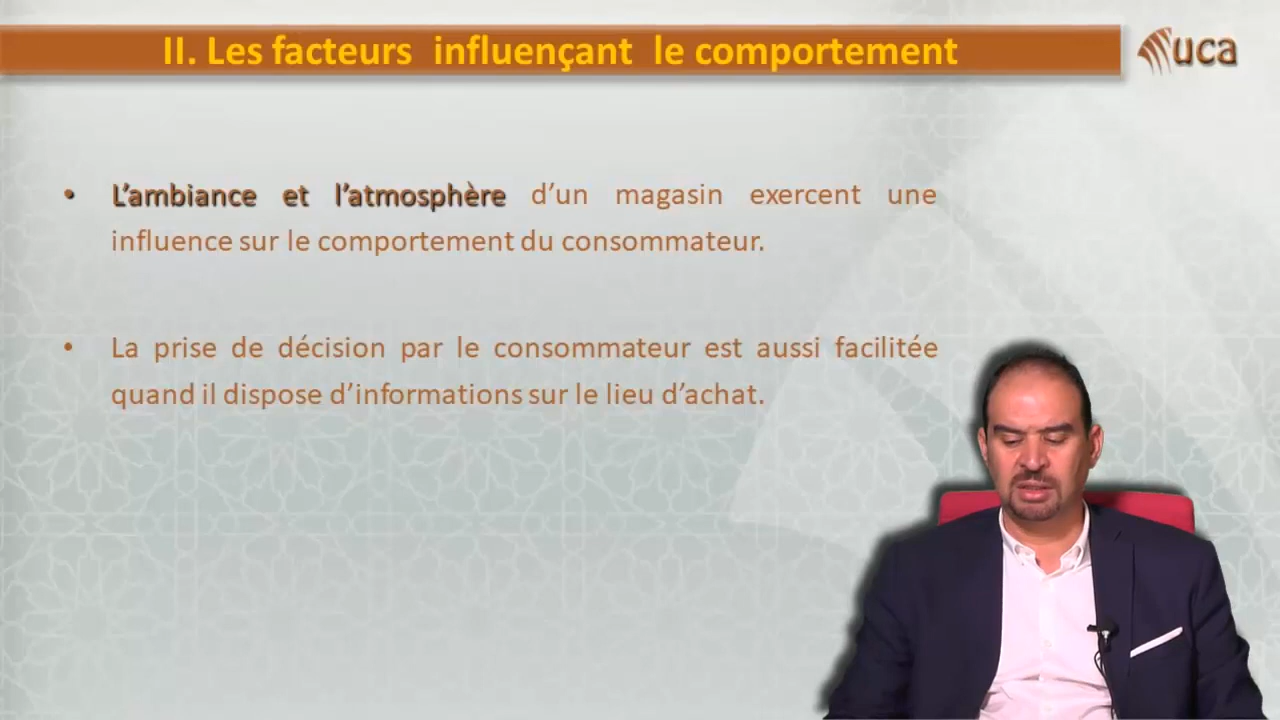 II. Les facteurs influençant le comportement
uca
• L’ambiance et l’atmosphère d’un magasin exercent une
influence sur le comportement du consommateur.
• La prise de décision par le consommateur est aussi facilitée
quand il dispose d’informations sur le lieu d’achat.